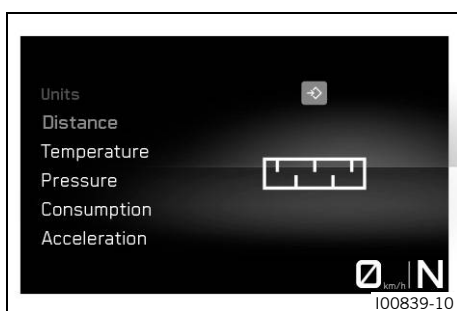 Units
Distance
Temperature
Pressure
Consumption
Acceleration
0 km/h N
I00839-10